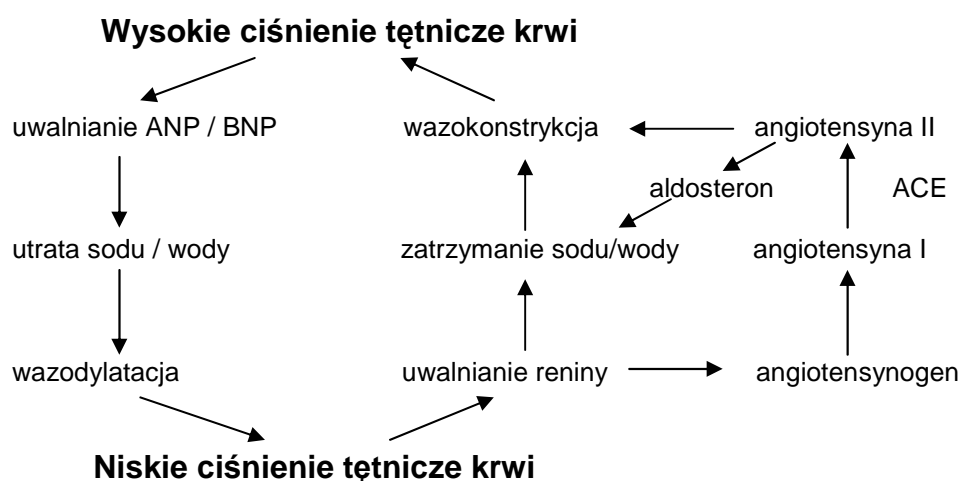 Wysokie ciśnienie tętnicze krwi
uwalnianie ANP / BNP wazokonstrykcja angiotensyna II
aldosteron ACE
utrata sodu / wody zatrzymanie sodu/wody angiotensyna I
wazodylatacja uwalnianie reniny angiotensynogen
Niskie ciśnienie tętnicze krwi